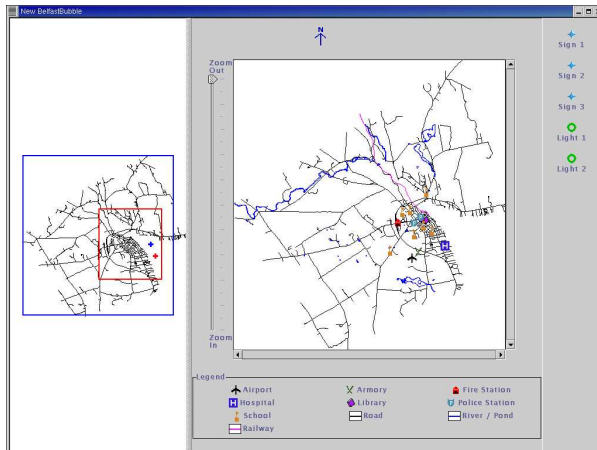 New BelfastBubble
N
Zoom
Out
Zoom
In
Sign 1
Sign 2
Sign 3
Light 1
Light 2
Legend
Airport Armory Fire Station
H Hospital Library Police Station
School Road River / Pond
Railway
H